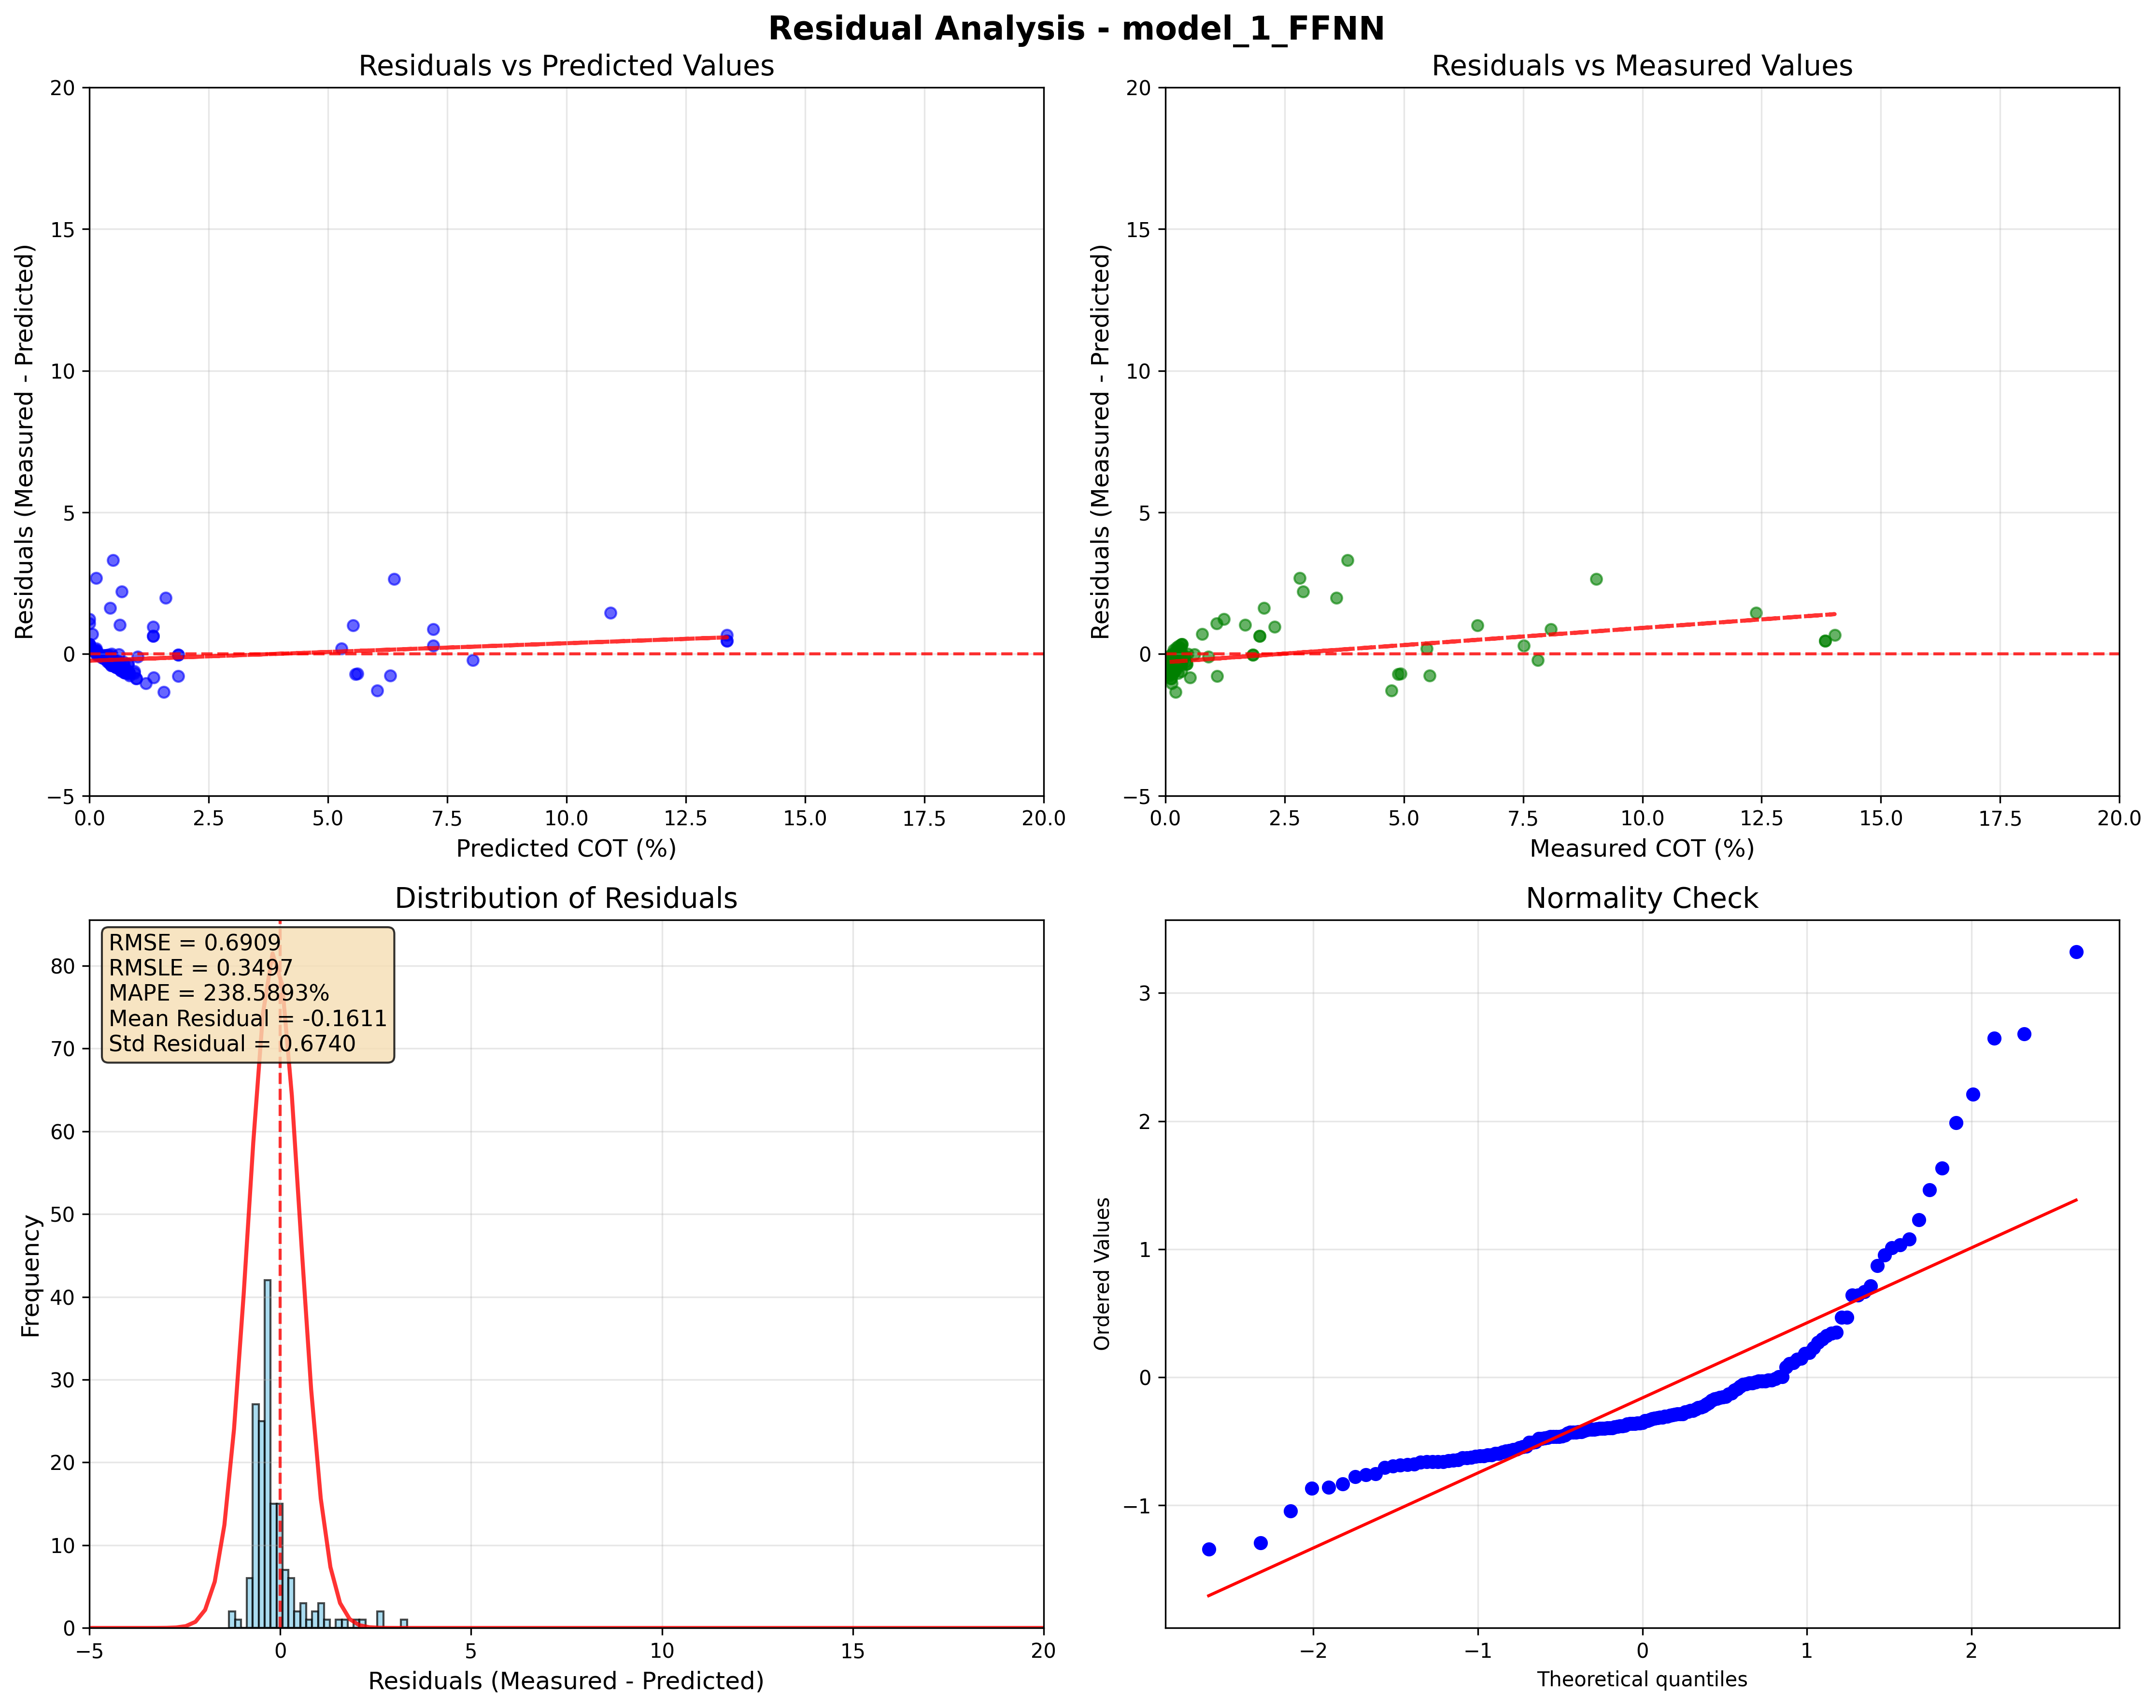 Residual Analysis - model_1_FFNN
Residuals vs Predicted Values
Residuals (Measured - Predicted)
20
15
10
5
0
−5
0.0 2.5 5.0 7.5 10.0 12.5 15.0 17.5 20.0
Predicted COT (%)
Residuals vs Measured Values
Residuals (Measured - Predicted)
20
15
10
5
0
−5
0.0 2.5 5.0 7.5 10.0 12.5 15.0 17.5 20.0
Measured COT (%)
Distribution of Residuals
RMSE = 0.6909
RMSLE = 0.3497
MAPE = 238.5893%
Mean Residual = -0.1611
Std Residual = 0.6740
Frequency
80
70
60
50
40
30
20
10
0
−5 0 5 10 15 20
Residuals (Measured - Predicted)
Normality Check
Ordered Values
3
2
1
0
−1
−2 −1 0 1 2
Theoretical quantiles